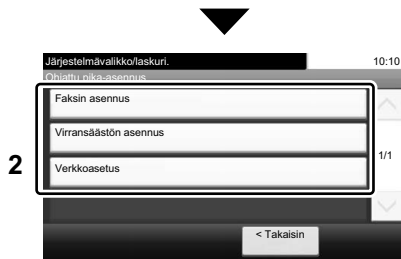 Järjestelmävalikko/laskuri.
10:10
Ohjattu pika-asennus
Faksin asennus
Virransäästön asennus
2
1/1
Verkkoasetus
< Takaisin